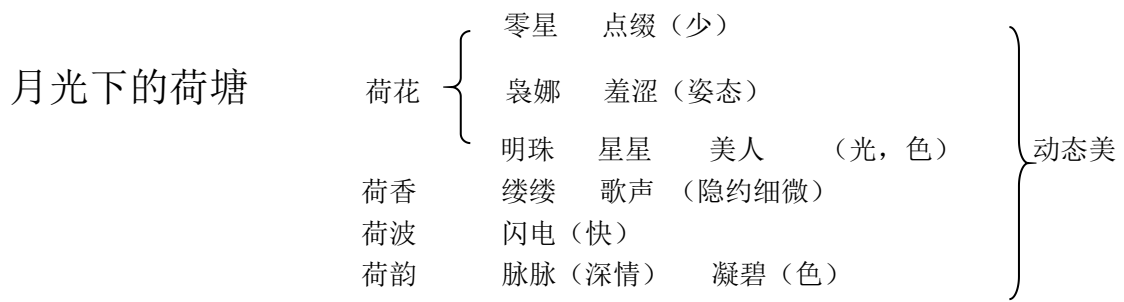 零星 点缀（少）
月光下的荷塘 荷花 袅娜 羞涩（姿态）
明珠 星星 美人 （光，色） 动态美
荷香 缕缕 歌声 （隐约细微）
荷波 闪电（快）
荷韵 脉脉（深情） 凝碧（色）